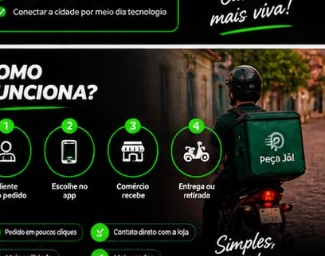 Conectar a cidade por meio da tecnologia
mais viva!
OMO
UNCIONA?
1
2
3
4
liente
o pedido
Escolhe no
app
Comércio
recebe
Entrega ou
retirada
Peça Já!
Pedido em poucos cliques
Contato direto com a loja
Simples,